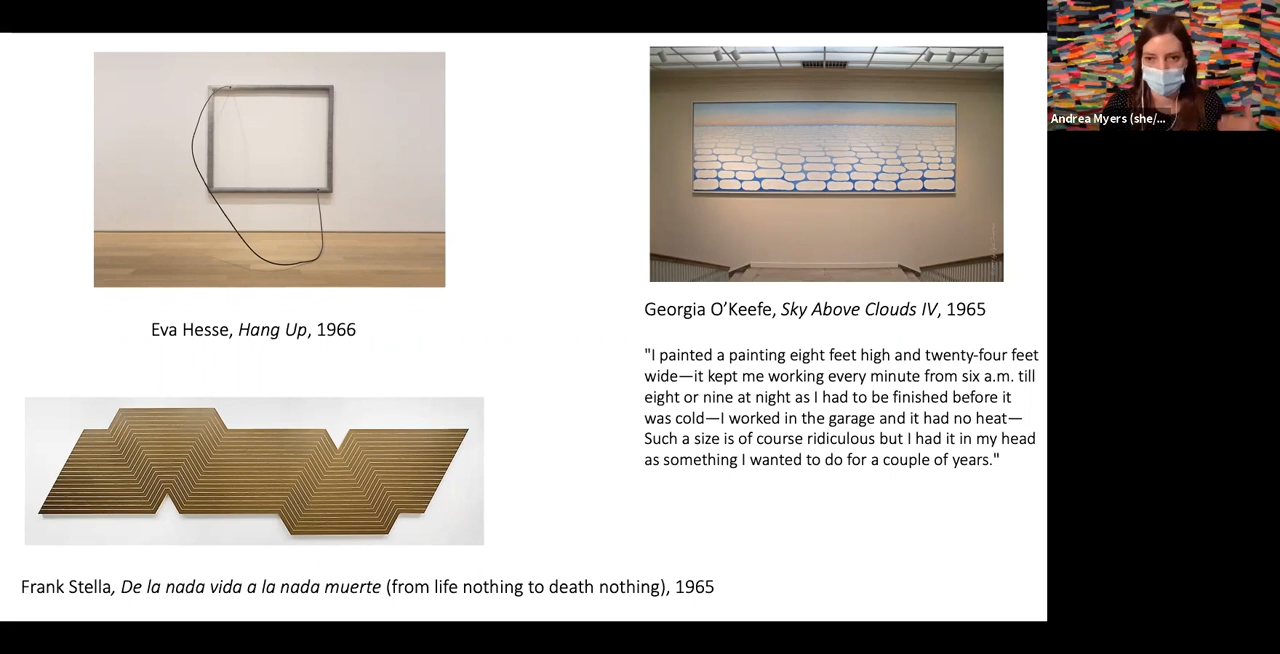 Eva Hesse, Hang Up, 1966
Frank Stella, De la nada vida a la nada muerte (from life nothing to death nothing), 1965
Georgia O'Keefe, Sky Above Clouds IV, 1965
"I painted a painting eight feet high and twenty-four feet
wide—it kept me working every minute from six a.m. till
eight or nine at night as I had to be finished before it
was cold—I worked in the garage and it had no heat—
Such a size is of course ridiculous but I had it in my head
as something I wanted to do for a couple of years."
Andrea Myers (she/...